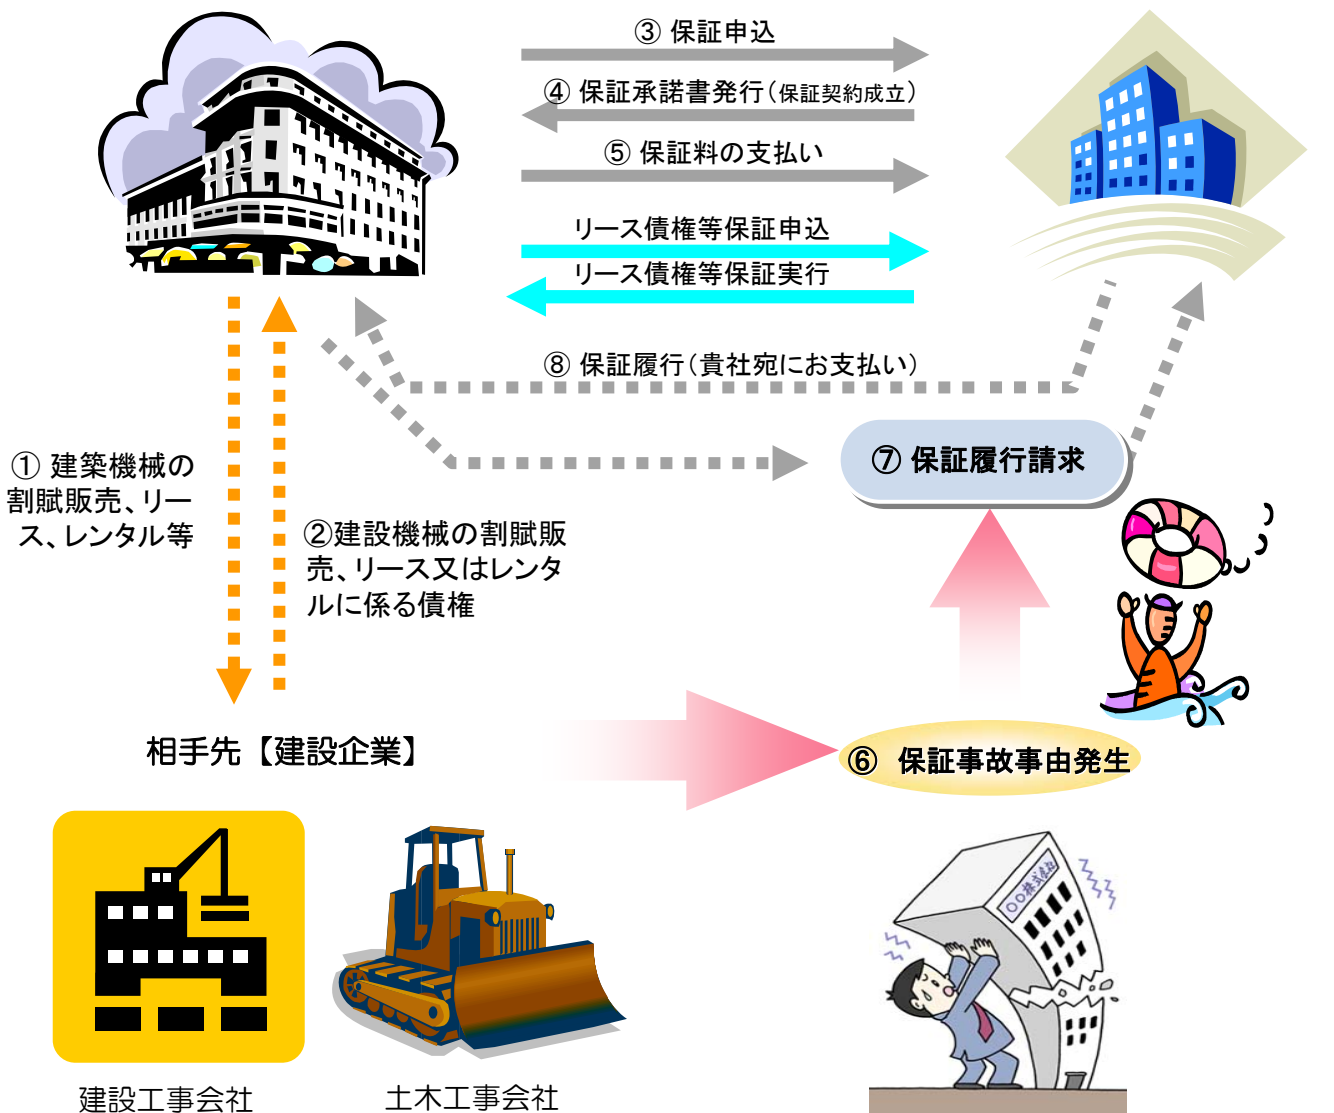 ③ 保証申込
④ 保証承諾書発行（保証契約成立）
⑤ 保証料の支払い
リース債権等保証申込
リース債権等保証実行
⑧ 保証履行（貴社宛にお支払い）
⑦ 保証履行請求
① 建築機械の
割賦販売、リー
ス、レンタル等
②建設機械の割賦販
売、リース又はレンタ
ルに係る債権
相手先【建設企業】
⑥ 保証事故事由発生
〇〇株式会社
建設工事会社
土木工事会社